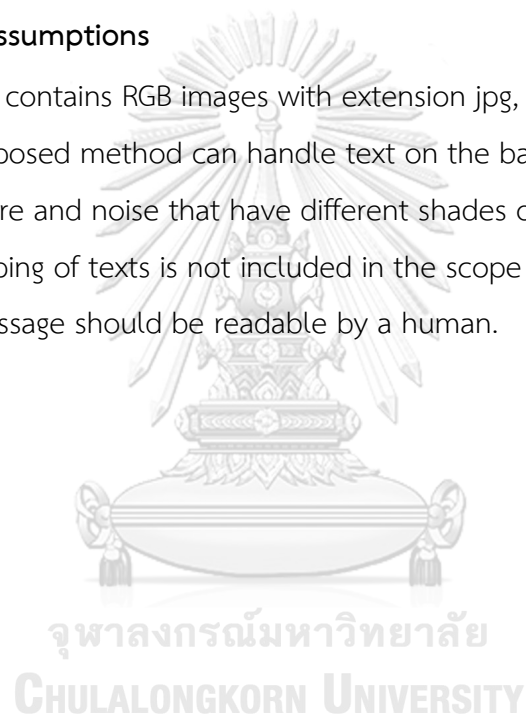 ssumptions
contains RGB images with extension jpg,
posed method can handle text on the ba
re and noise that have different shades o
ping of texts is not included in the scope
ssage should be readable by a human.
จุฬาลงกรณ์มหาวิทยาลัย
CHULALONGKORN UNIVERSITY